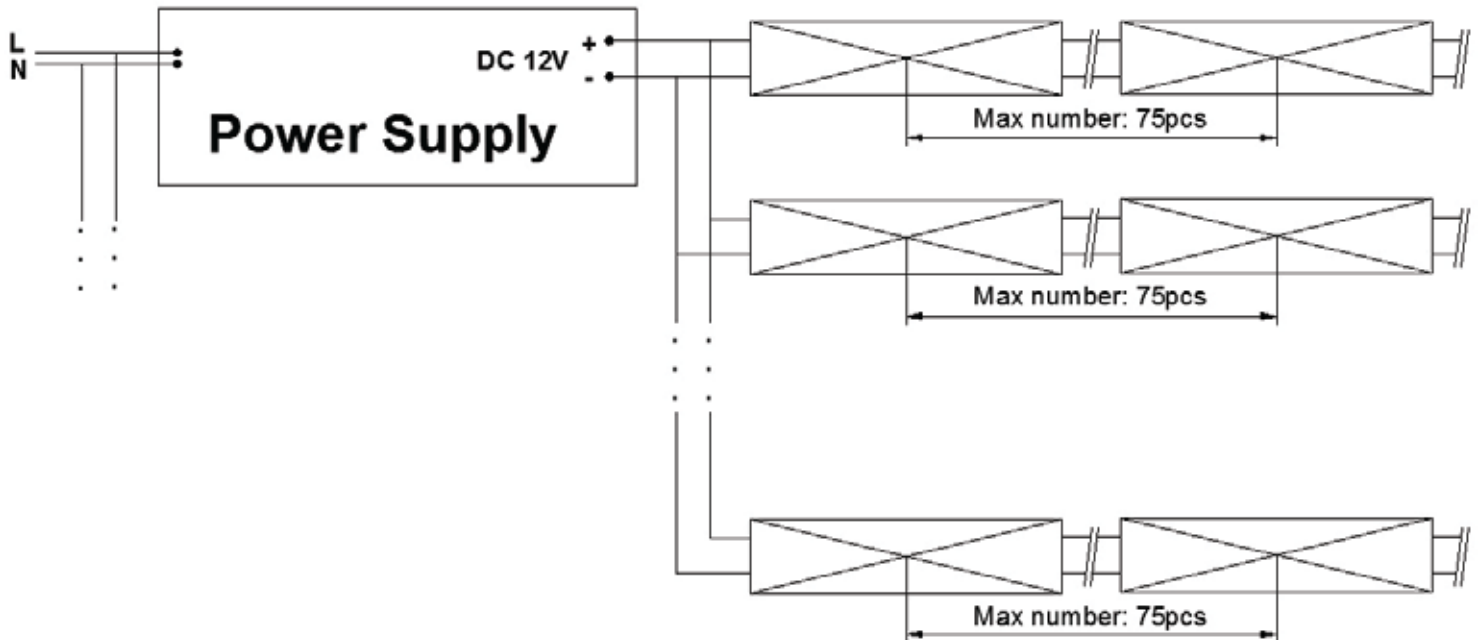 L
N
DC 12V
+
-
Power Supply
Max number: 75pcs
Max number: 75pcs
Max number: 75pcs